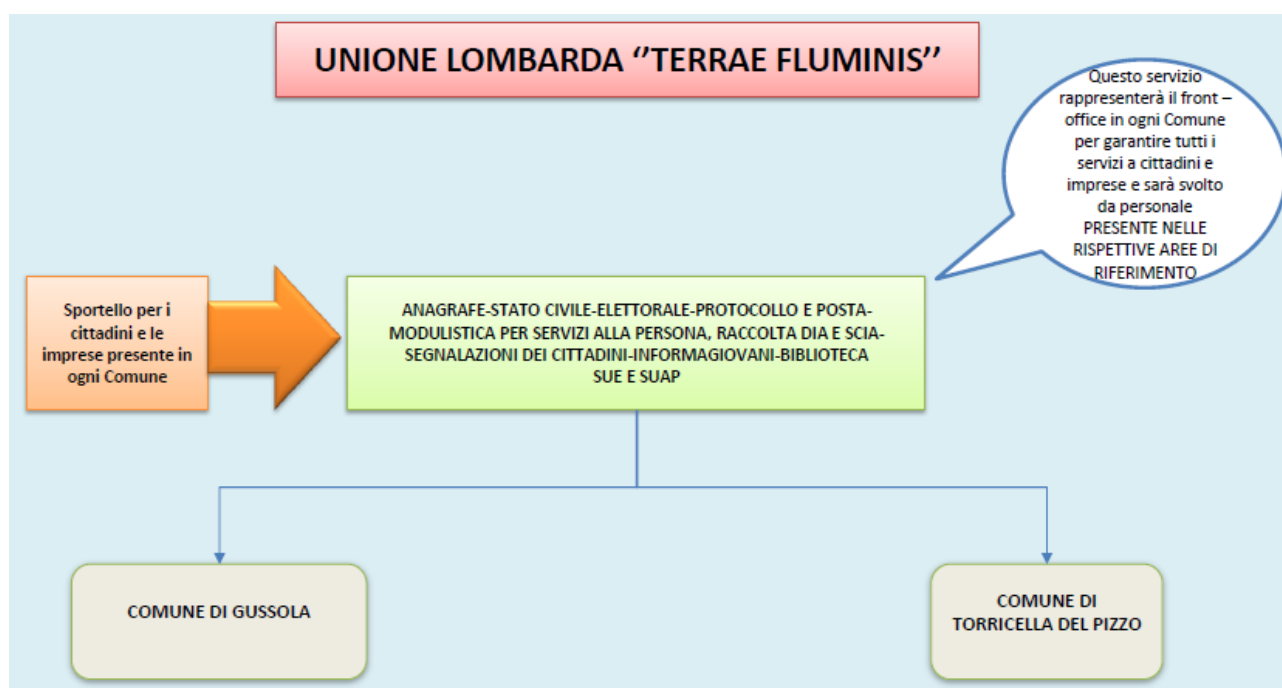 UNIONE LOMBARDA ‘’TERRAE FLUMINIS’’
Questo servizio
rappresenterà il front –
office in ogni Comune
per garantire tutti i
servizi a cittadini e
imprese e sarà svolto
da personale
PRESENTE NELLE
RISPETTIVE AREE DI
RIFERIMENTO
Sportello per i
cittadini e le
imprese presente in
ogni Comune
ANAGRAFE-STATO CIVILE-ELETTORALE-PROTOCOLLO E POSTA-
MODULISTICA PER SERVIZI ALLA PERSONA, RACCOLTA DIA E SCIA-
SEGNALAZIONI DEI CITTADINI-INFORMAGIOVANI-BIBLIOTECA
SUE E SUAP
COMUNE DI GUSSOLA
COMUNE DI
TORRICELLA DEL PIZZO